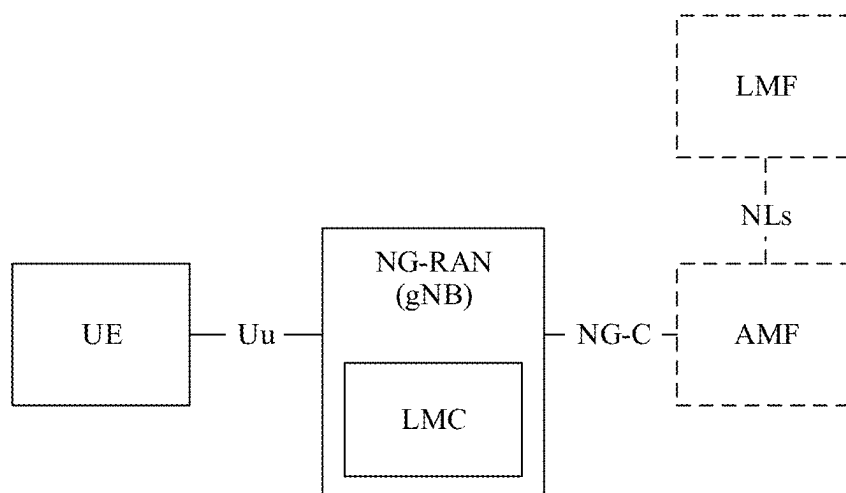 LMF
NLs
NG-RAN
(gNB)
UE
Uu
NG-C
AMF
LMC